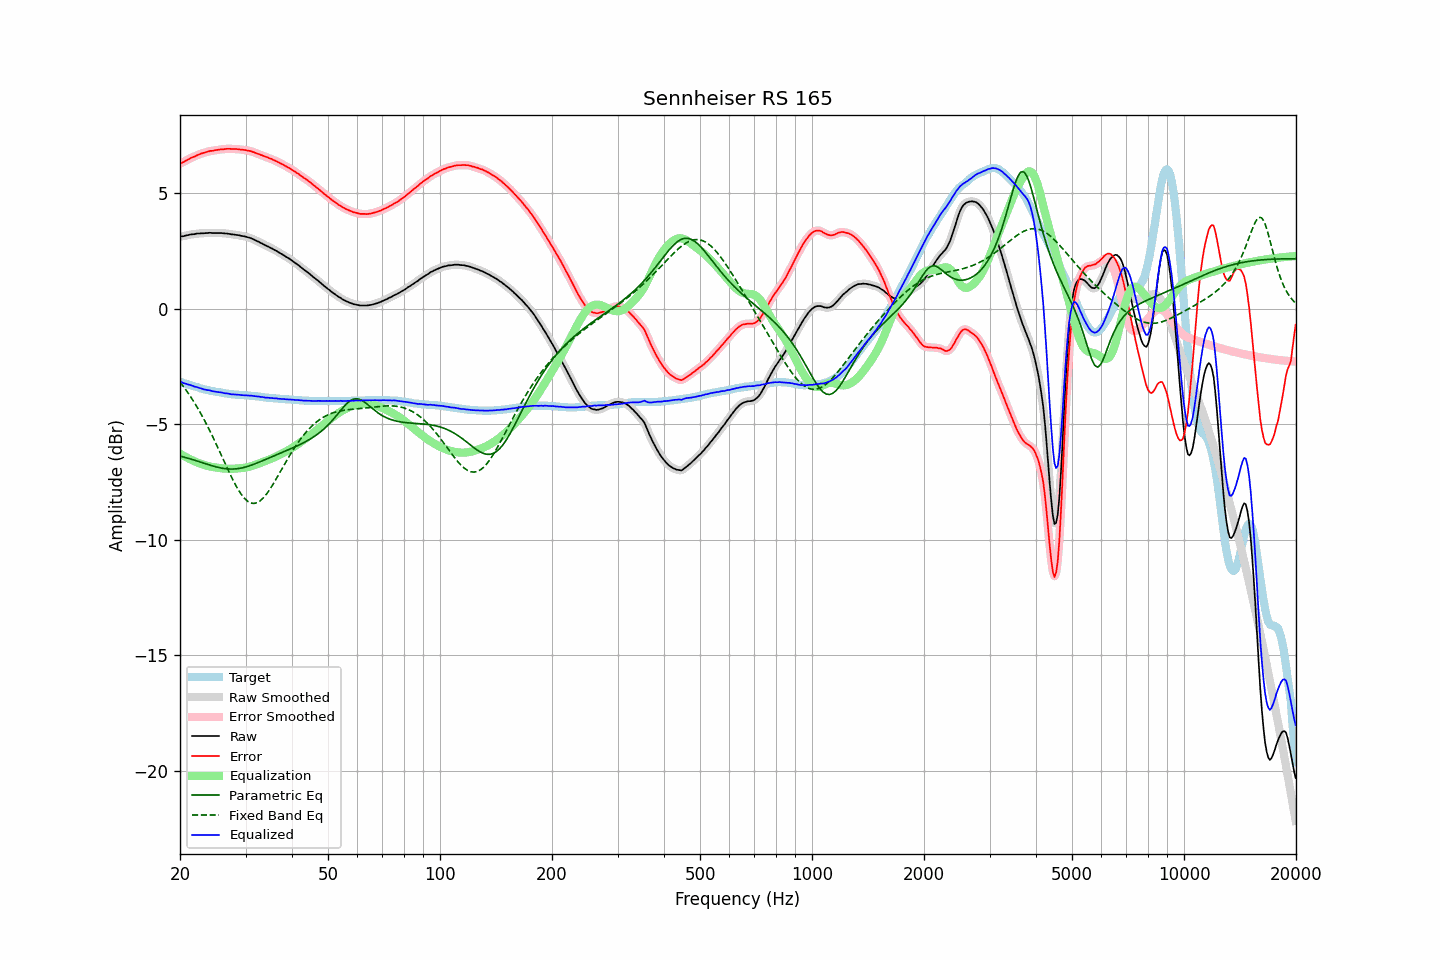 Sennheiser RS 165
Amplitude (dBr)
5
0
−5
−10
−15
−20
Target
Raw Smoothed
Error Smoothed
Raw
Error
Equalization
Parametric Eq
Fixed Band Eq
Equalized
20 50 100 200 500 1000 2000 5000 10000 20000
Frequency (Hz)